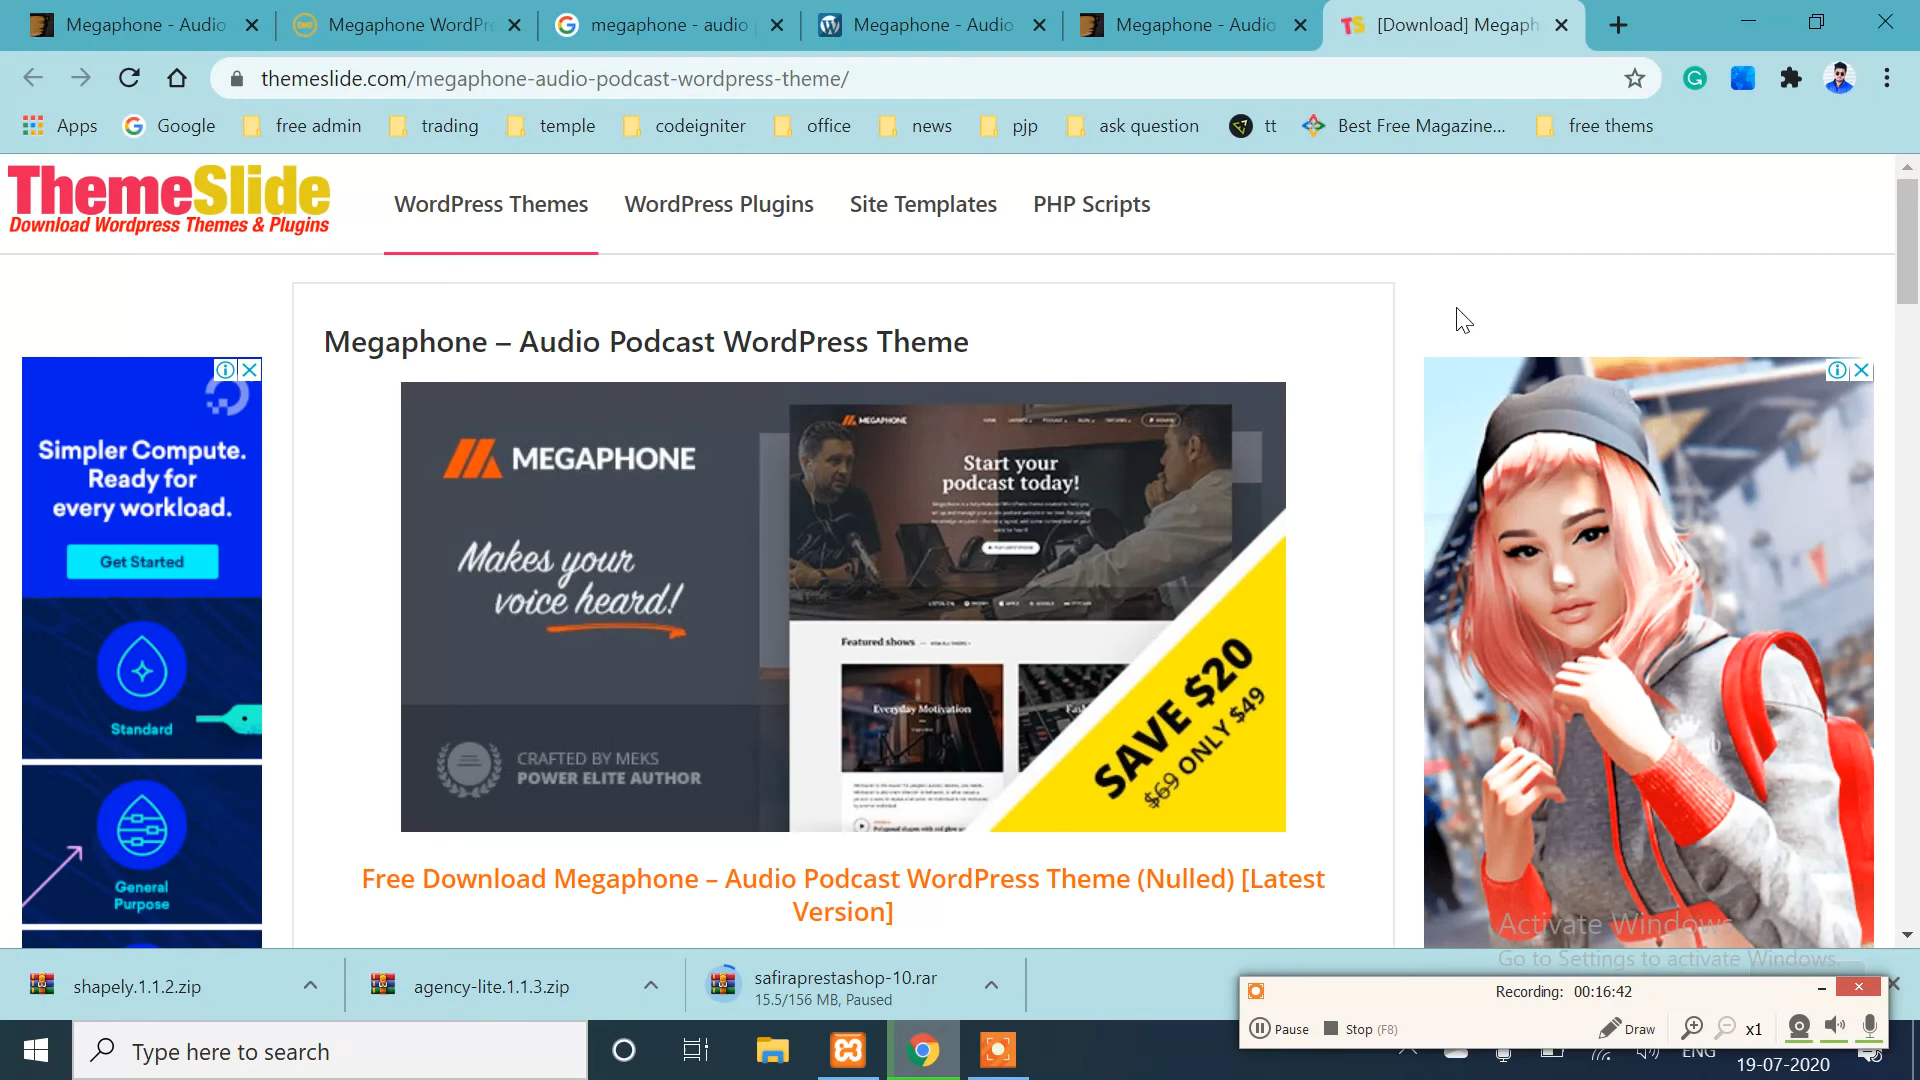 Megaphone - Audio
Megaphone WordPre
megaphone - audio p
Megaphone - Audio
Megaphone - Audio
[Download] Megaph
themeslide.com/megaphone-audio-podcast-wordpress-theme/
Apps
Google
free admin
trading
temple
codeigniter
office
news
pjp
ask question
tt
Best Free Magazine...
free thems
ThemeSlide
Download Wordpress Themes & Plugins
WordPress Themes
WordPress Plugins
Site Templates
PHP Scripts
Megaphone – Audio Podcast WordPress Theme
Simpler Compute.
Ready for
every workload.
Get Started
Standard
General
Purpose
MEGAPHONE
Makes your
voice heard!
CRAFTED BY MEKS
POWER ELITE AUTHOR
MEGAPHONE
Start your
podcast today!
Featured shows
Everyday Motivation
SAVE $20
$69 ONLY $49
Free Download Megaphone – Audio Podcast WordPress Theme (Nulled) [Latest
Version]
Activate Windows
Go to Settings to activate Windows.
shapely.1.1.2.zip
agency-lite.1.1.3.zip
safiraprestashop-10.rar
15.5/156 MB, Paused
Recording: 00:16:42
Pause
Stop (F8)
Draw
x1
Type here to search
ENG
19-07-2020